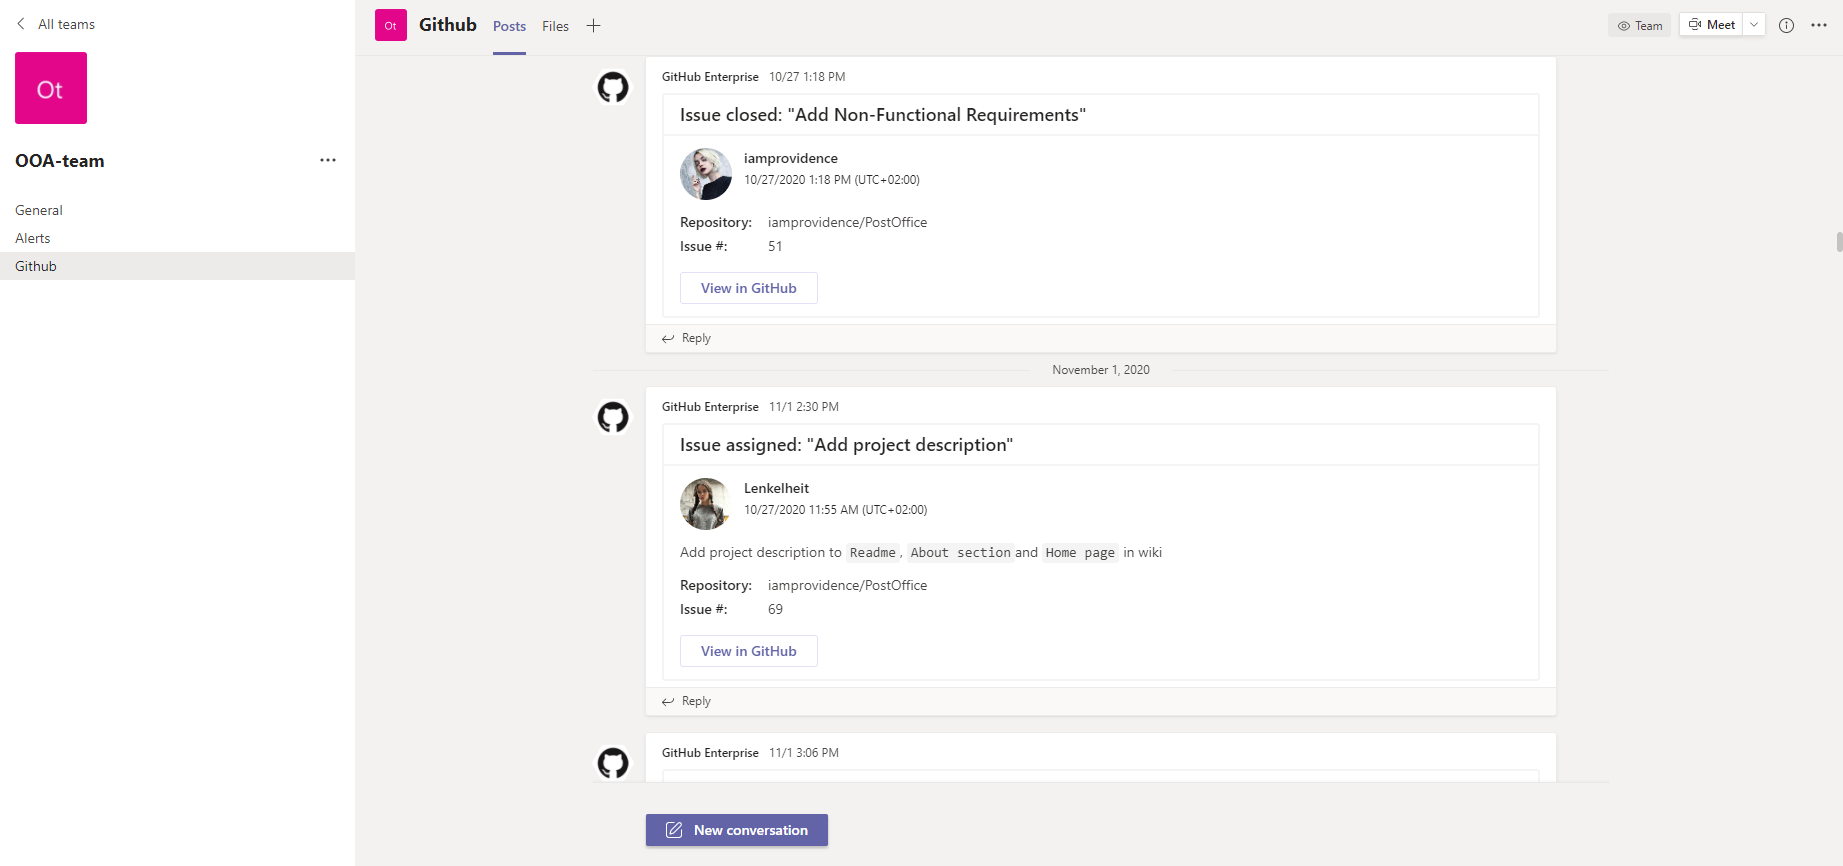 All teams
Ot
OOA-team
General
Alerts
Github
Ot Github Posts Files
Team Meet
GitHub Enterprise 10/27 1:18 PM
Issue closed: "Add Non-Functional Requirements"
iamprovidence
10/27/2020 1:18 PM (UTC+02:00)
Repository: iamprovidence/PostOffice
Issue #: 51
View in GitHub
Reply
November 1, 2020
GitHub Enterprise 11/1 2:30 PM
Issue assigned: "Add project description"
Lenkelheit
10/27/2020 11:55 AM (UTC+02:00)
Add project description to Readme, About section and Home page in wiki
Repository: iamprovidence/PostOffice
Issue #: 69
View in GitHub
Reply
GitHub Enterprise 11/1 3:06 PM
New conversation